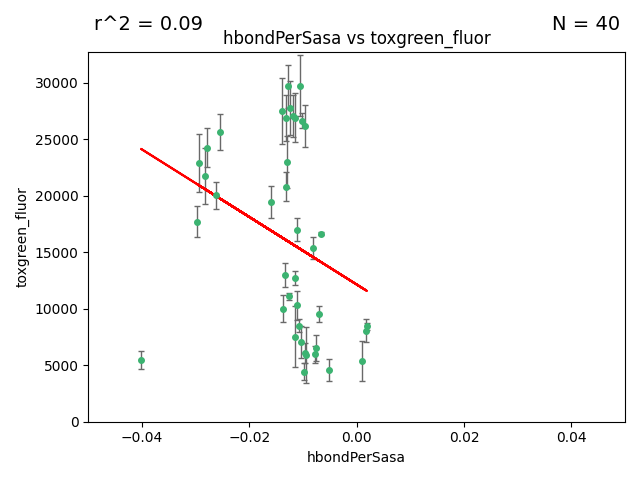 r^2 = 0.09
N = 40
hbondPerSasa vs toxgreen_fluor
toxgreen_fluor
30000
25000
20000
15000
10000
5000
0
−0.04
−0.02
0.00
0.02
0.04
hbondPerSasa